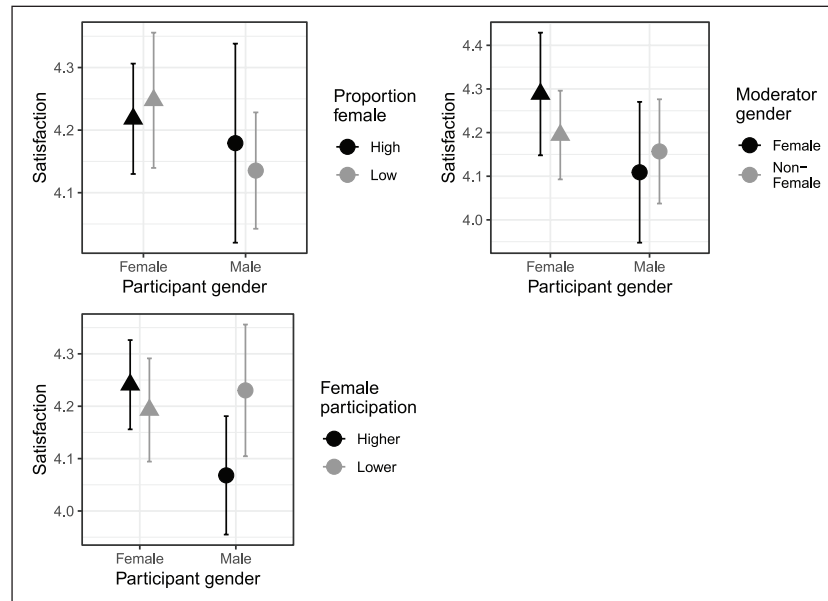 4.3
4.2
4.1
Satisfaction
Female
Male
Participant gender
Proportion
female
High
Low
4.4
4.3
4.2
4.1
4.0
Satisfaction
Female
Male
Participant gender
Moderator
gender
Female
Non−
Female
4.3
4.2
4.1
4.0
Satisfaction
Female
Male
Participant gender
Female
participation
Higher
Lower